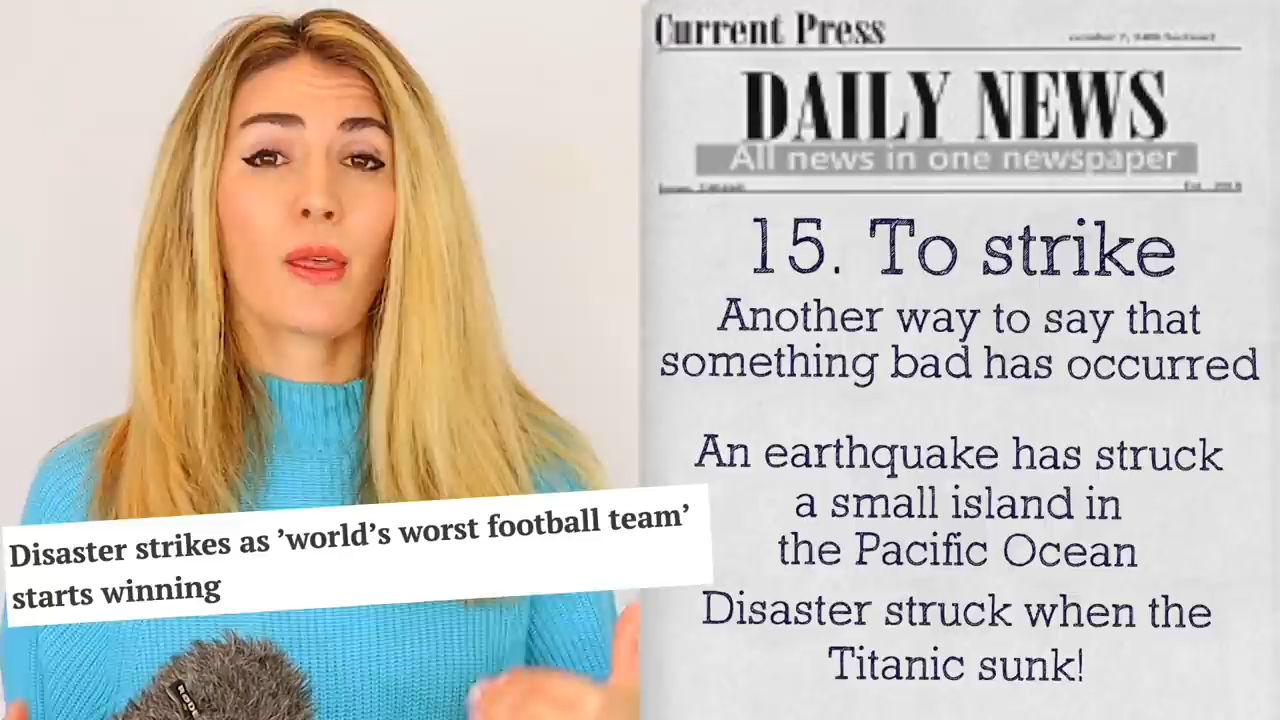 Current Press
DAILY NEWS
All news in one newspaper
15. To strike
Another way to say that
something bad has occurred
An earthquake has struck
a small island in
the Pacific Ocean
Disaster struck when the
Titanic sunk!
Disaster strikes as ’world’s worst football team’
starts winning
RODE